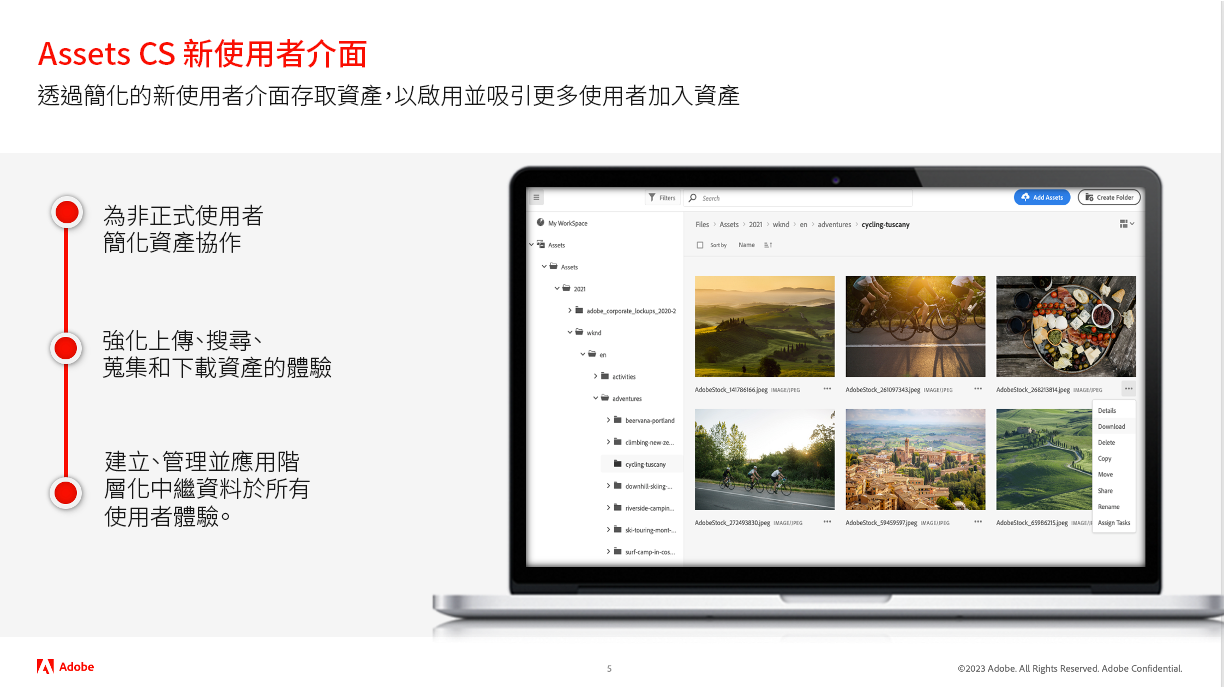 Assets CS 新使用者介面
透過簡化的新使用者介面存取資產，以啟用並吸引更多使用者加入資產
為非正式使用者
簡化資產協作
強化上傳、搜尋、
蒐集和下載資產的體驗
建立、管理並應用階
層化中繼資料於所有
使用者體驗。
Filters
Search
Add Assets
Create Folder
My WorkSpace
Assets
Assets
2021
adobe_corporate_lockups_2020-2
wknd
en
activities
adventures
beervana-portland
climbing-new-ze...
cycling-tuscany
downhill-skiing-...
riverside-campin...
ski-touring-mont-...
surf-camp-in-cos...
Files > Assets > 2021 > wknd > en > adventures > cycling-tuscany
Sort by Name
AdobeStock_141786166.jpeg IMAGE/JPEG
AdobeStock_261097343.jpeg IMAGE/JPEG
AdobeStock_268213814.jpeg IMAGE/JPEG
Details
Download
Delete
Copy
Move
Share
Rename
Assign Tasks
AdobeStock_272493830.jpeg IMAGE/JPEG
AdobeStock_59459597.jpeg IMAGE/JPEG
AdobeStock_65986215.jpeg IMAGE/J
Adobe
5
©2023 Adobe. All Rights Reserved. Adobe Confidential.